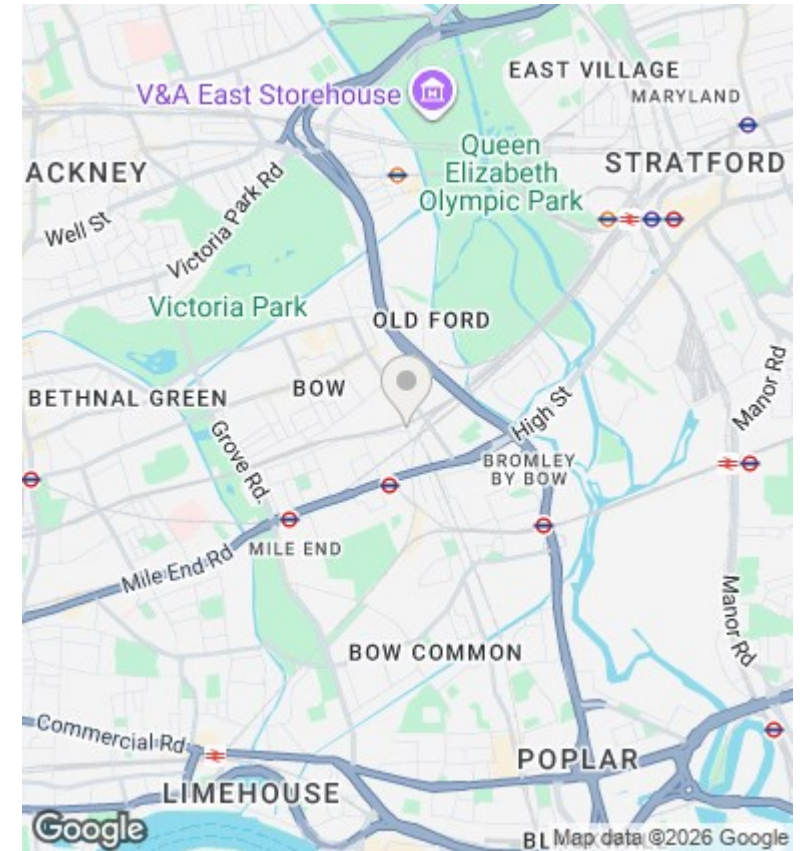 EAST VILLAGE
V&A East Storehouse
MARYLAND
Queen
Elizabeth
Olympic Park
STRATFORD
ACKNEY
Well St
Victoria Park Rd
Victoria Park
OLD FORD
BETHNAL GREEN
BOW
Manor Rd
High St
Grove Rd
BROMLEY
BY BOW
MILE END
Mile End Rd
Manor Rd
BOW COMMON
Commercial Rd
POPLAR
LIMEHOUSE
Google
BL
Map data ©2026 Google